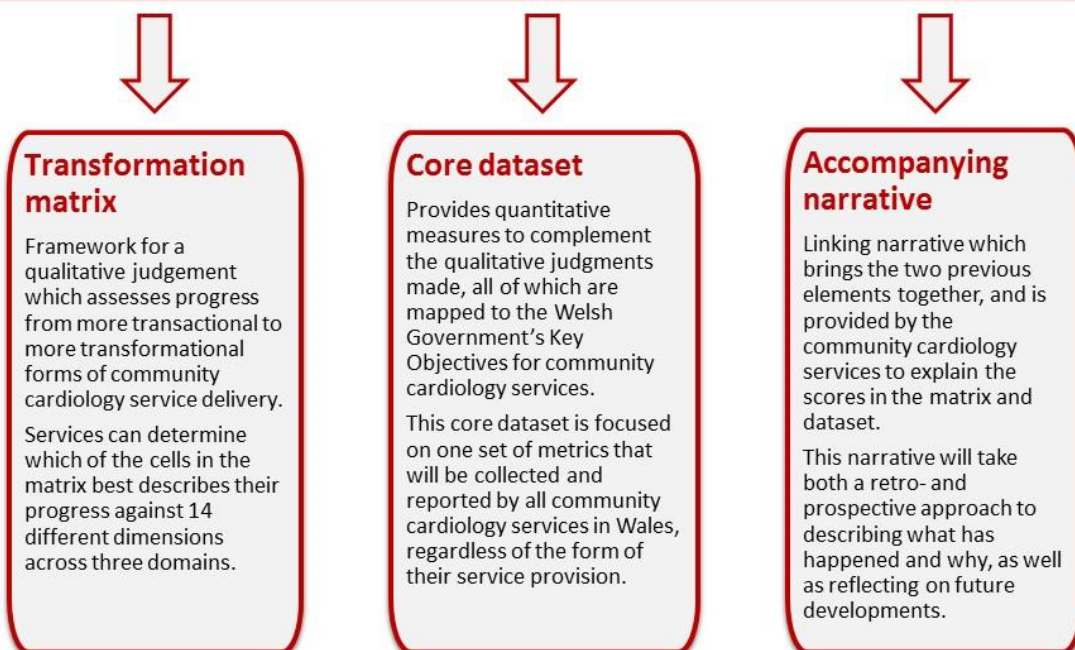 Transformation
matrix
Framework for a
qualitative judgement
which assesses progress
from more transactional to
more transformational
forms of community
cardiology service delivery.
Services can determine
which of the cells in the
matrix best describes their
progress against 14
different dimensions
across three domains.
Core dataset
Provides quantitative
measures to complement
the qualitative judgments
made, all of which are
mapped to the Welsh
Government’s Key
Objectives for community
cardiology services.
This core dataset is focused
on one set of metrics that
will be collected and
reported by all community
cardiology services in Wales,
regardless of the form of
their service provision.
Accompanying
narrative
Linking narrative which
brings the two previous
elements together, and is
provided by the
community cardiology
services to explain the
scores in the matrix and
dataset.
This narrative will take
both a retro- and
prospective approach to
describing what has
happened and why, as well
as reflecting on future
developments.